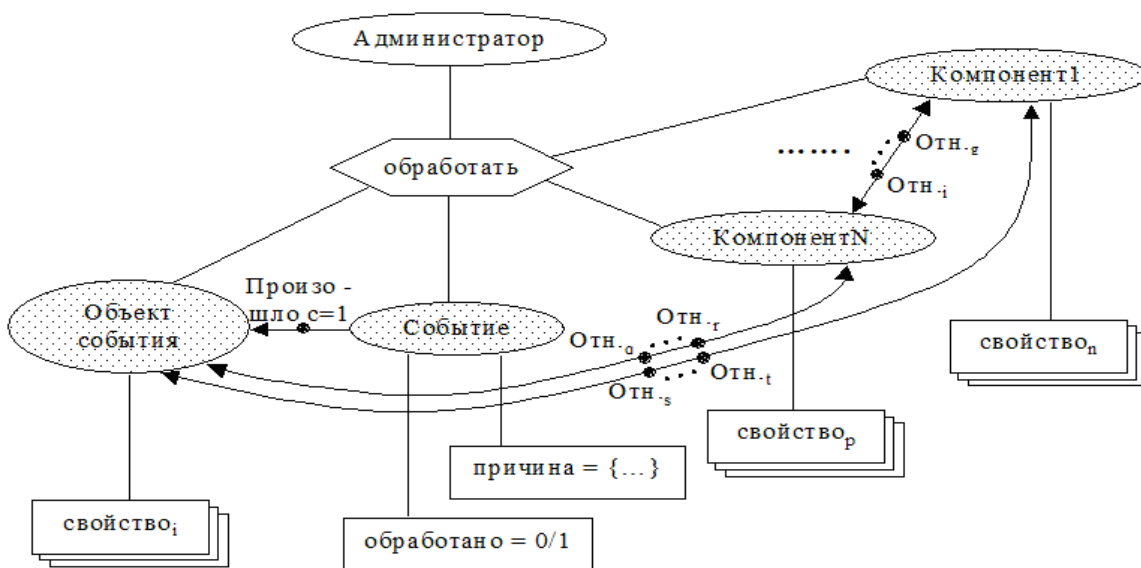 Администратор
Компонент1
обработать
.......
Отн.g
Отн.i
КомпонентN
Произо -
шло с=1
Объект
события
Событие
Отн.r
Отн.q
Отн.t
Отн.s
свойствоn
свойствоp
причина = {...}
свойствоi
обработано = 0/1